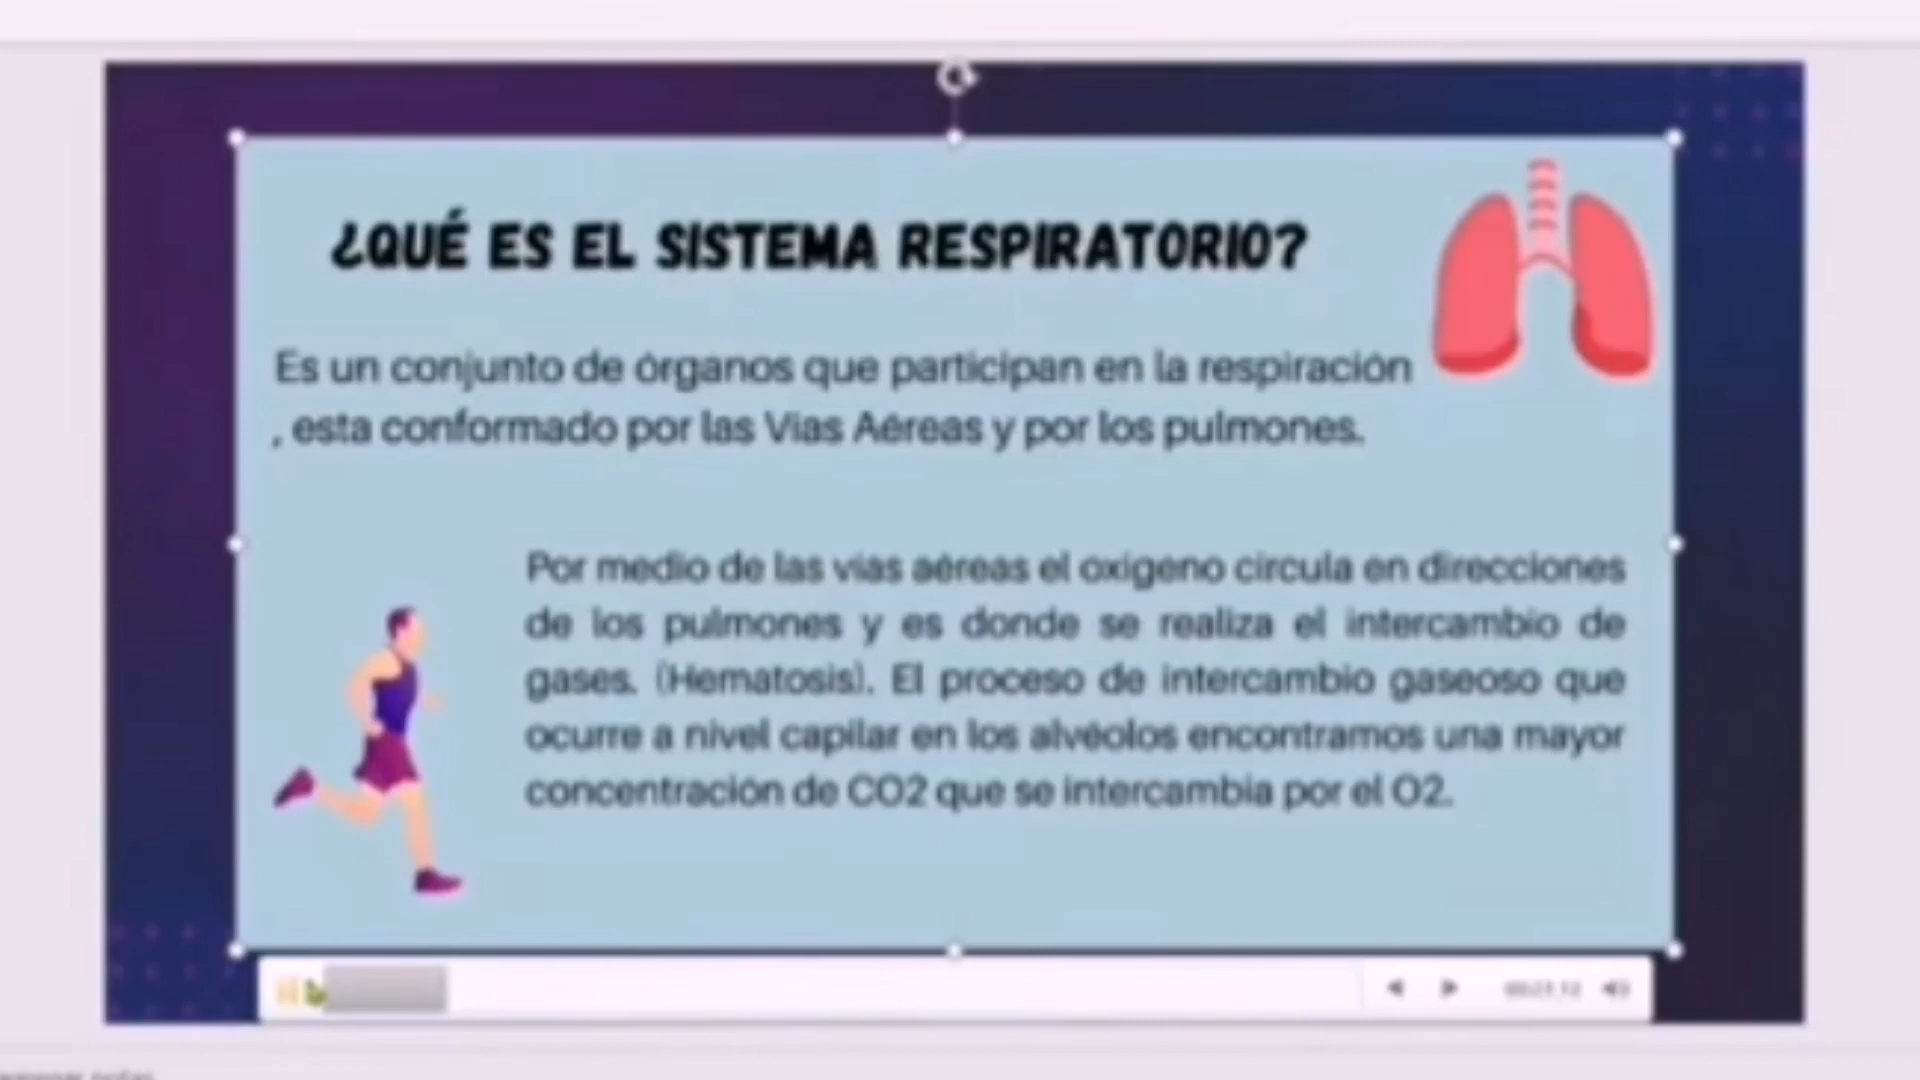 ¿QUÉ ES EL SISTEMA RESPIRATORIO?
Es un conjunto de órganos que participan en la respiración
, esta conformado por las Vias Aéreas y por los pulmones.
Por medio de las vias aéreas el oxigeno circula en direcciones
de los pulmones y es donde se realiza el intercambio de
gases. (Hematosis). El proceso de intercambio gaseoso que
ocurre a nivel capilar en los alvéolos encontramos una mayor
concentración de CO2 que se intercambia por el O2.